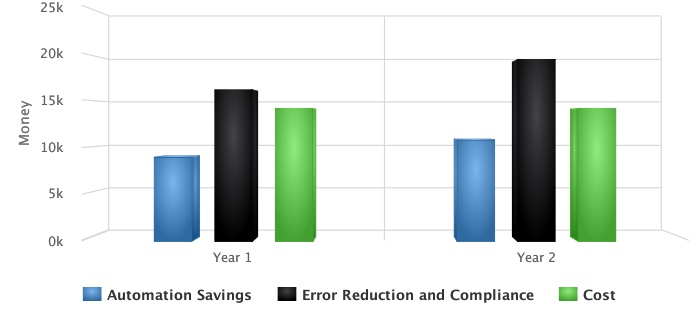 25k
20k
15k
10k
5k
0k
Money
Year 1 Year 2
Automation Savings Error Reduction and Compliance Cost